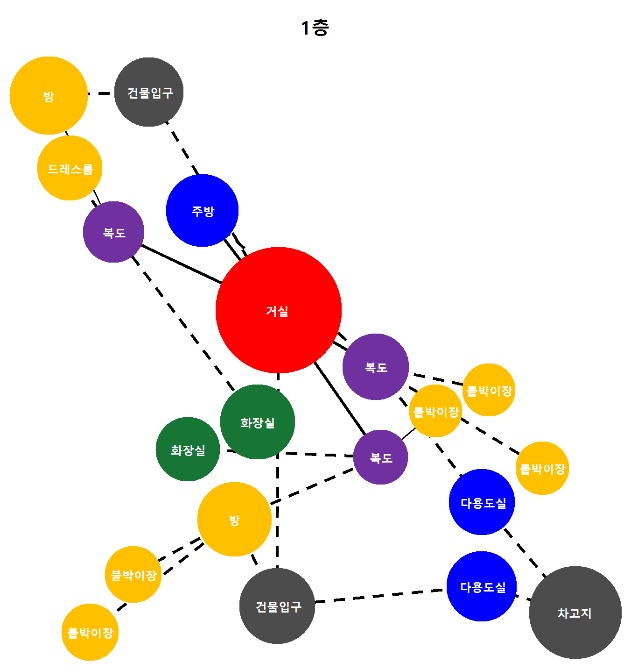 1층
방
건물입구
드레스룸
주방
복도
거실
복도
붙박이장
붙박이장
화장실
화장실
복도
붙박이장
다용도실
방
붙박이장
다용도실
건물입구
차고지
붙박이장